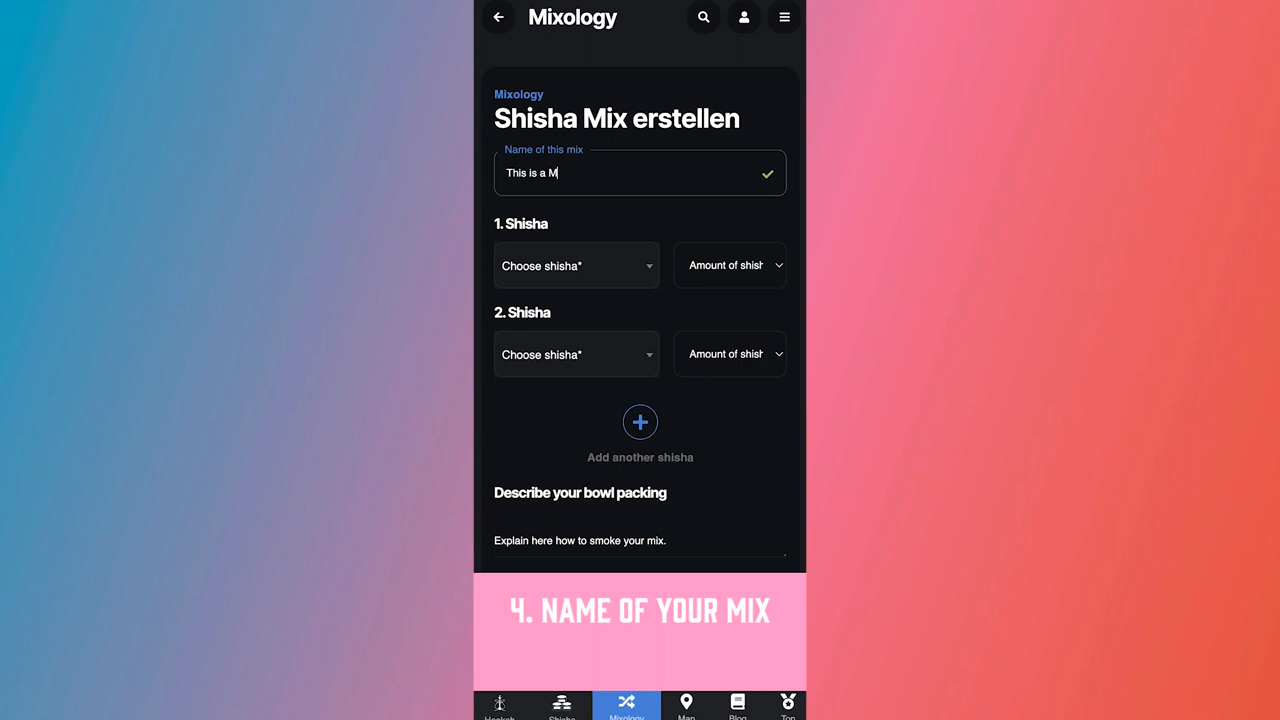 Mixology
Mixology
Shisha Mix erstellen
Name of this mix
This is a M
1. Shisha
Choose shisha*
Amount of shish
2. Shisha
Choose shisha*
Amount of shish
Add another shisha
Describe your bowl packing
Explain here how to smoke your mix.
4. NAME OF YOUR MIX
Hookah
Shisha
Mixology
Map
Blog
Top